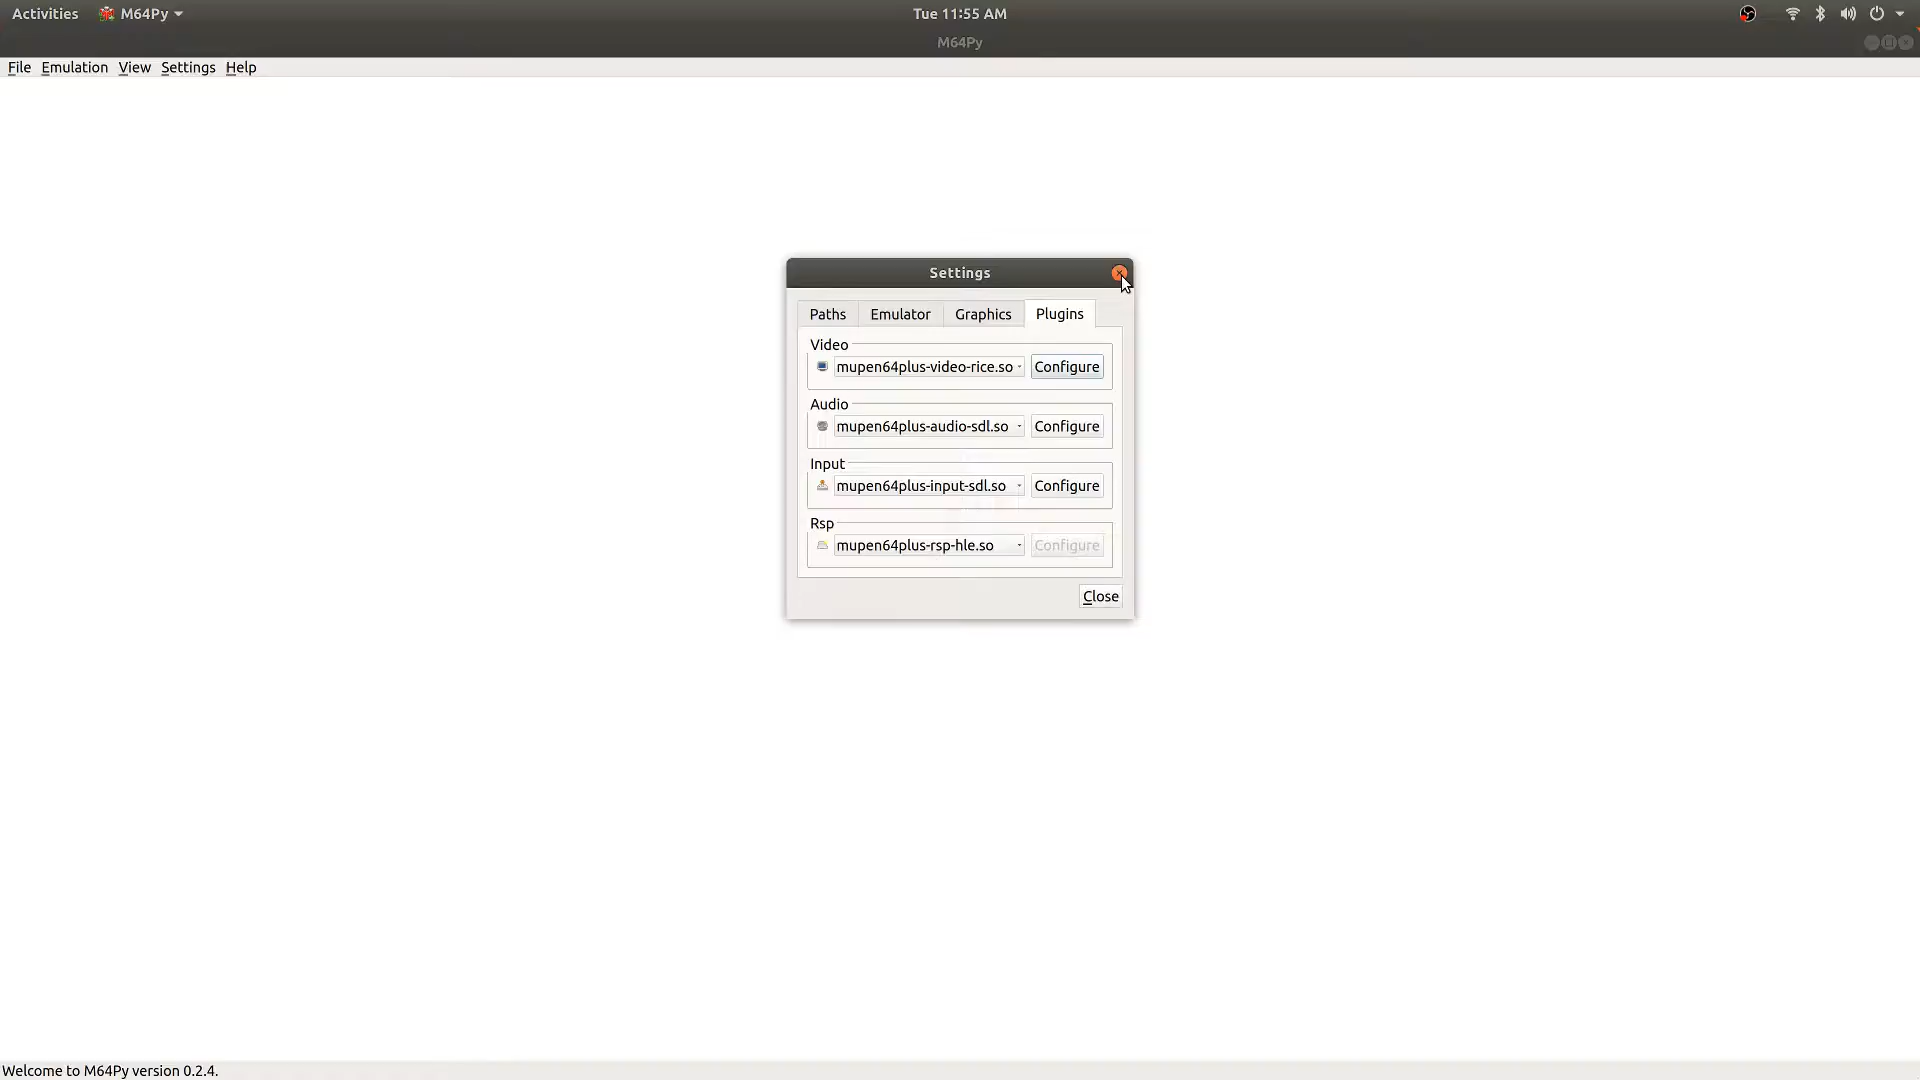 Activities M64Py Tue 11:55 AM
M64Py
File Emulation View Settings Help
Settings
Paths Emulator Graphics Plugins
Video
mupen64plus-video-rice.so Configure
Audio
mupen64plus-audio-sdl.so Configure
Input
mupen64plus-input-sdl.so Configure
Rsp
mupen64plus-rsp-hle.so Configure
Close
Welcome to M64Py version 0.2.4.